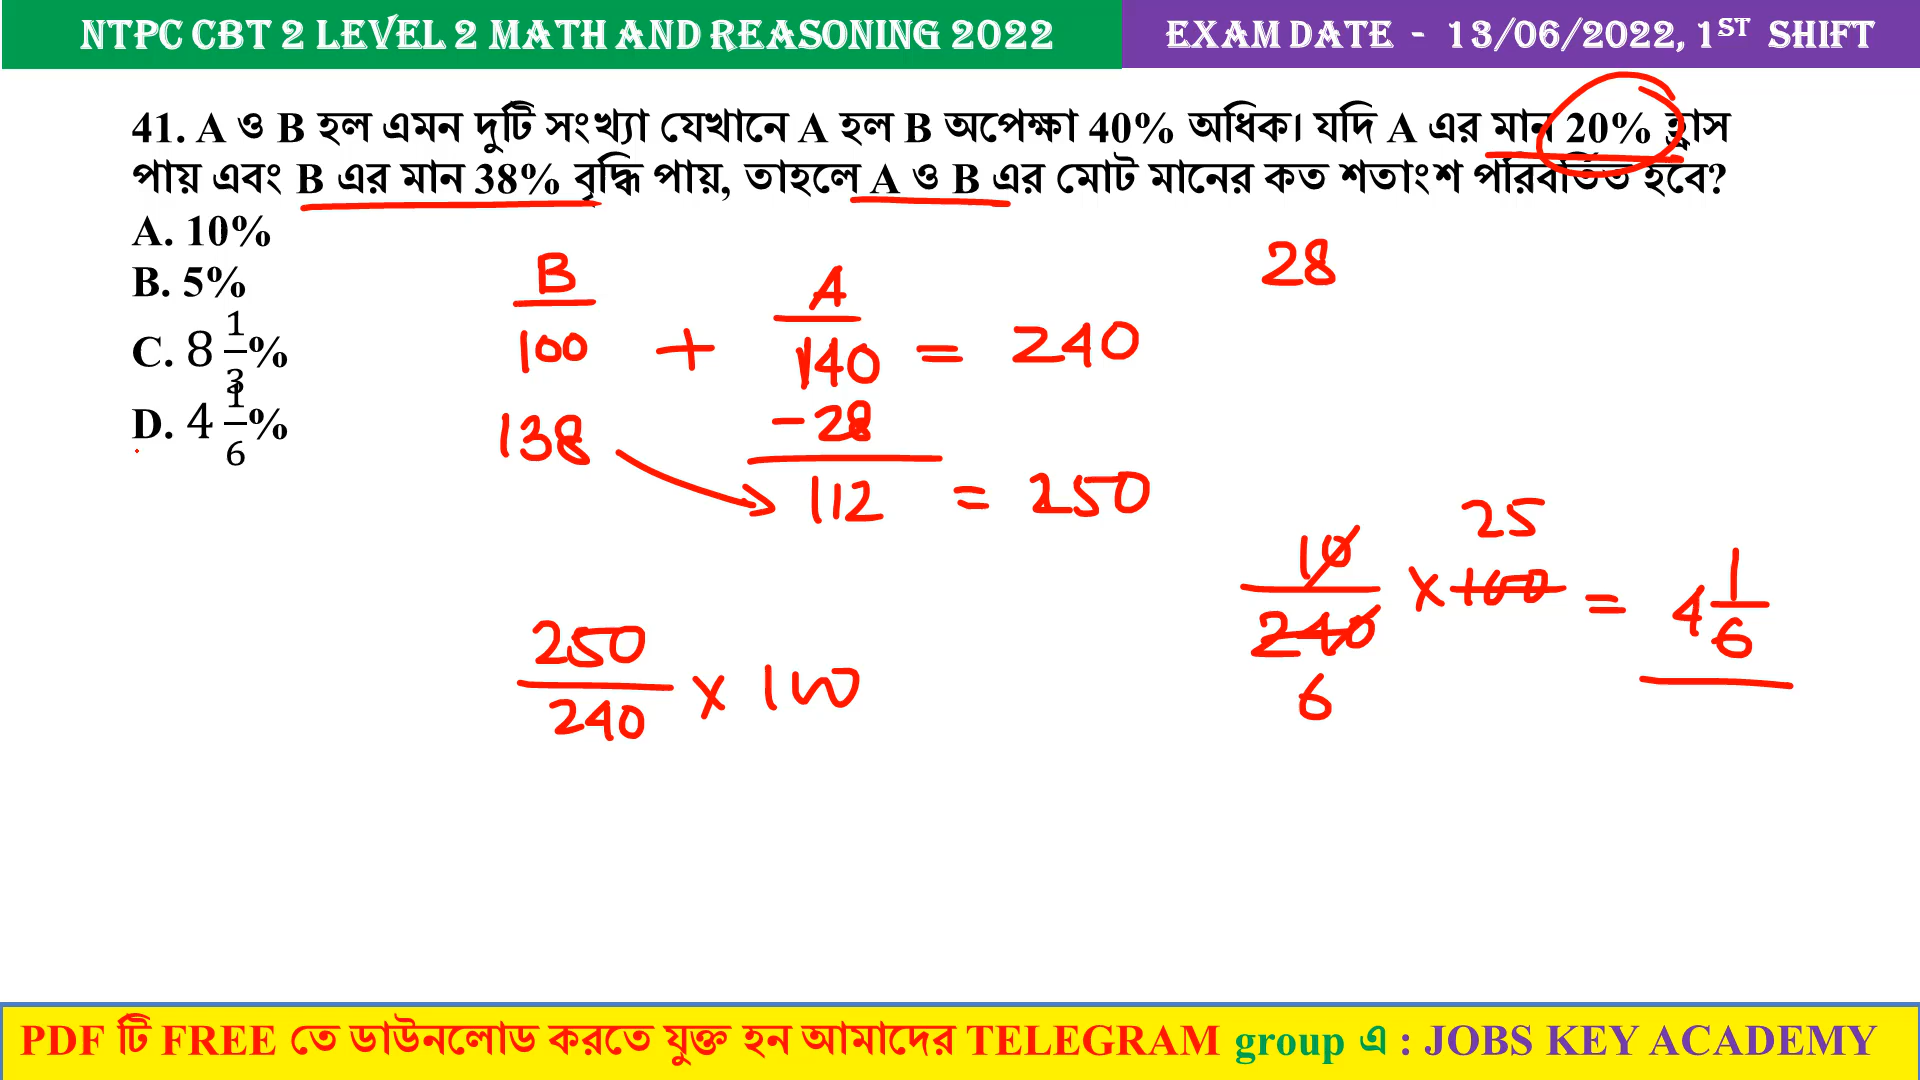 NTPC CBT 2 LEVEL 2 MATH AND REASONING 2022
EXAM DATE - 13/06/2022, 1ST SHIFT
41. A ও B হল এমন দুটি সংখ্যা যেখানে A হল B অপেক্ষা 40% অধিক। যদি A এর মান 20% হ্রাস
পায় এবং B এর মান 38% বৃদ্ধি পায়, তাহলে A ও B এর মোট মানের কত শতাংশ পরিবর্তিত হবে?
A. 10%
B. 5%
C. 8 1/3 %
D. 4 1/6 %
28
B A
100 + 140 = 240
138 -28
112 = 250
250/240 × 100
10/240 × 100 = 4 1/6
25
6
PDF টি FREE তে ডাউনলোড করতে যুক্ত হন আমাদের TELEGRAM group এ : JOBS KEY ACADEMY